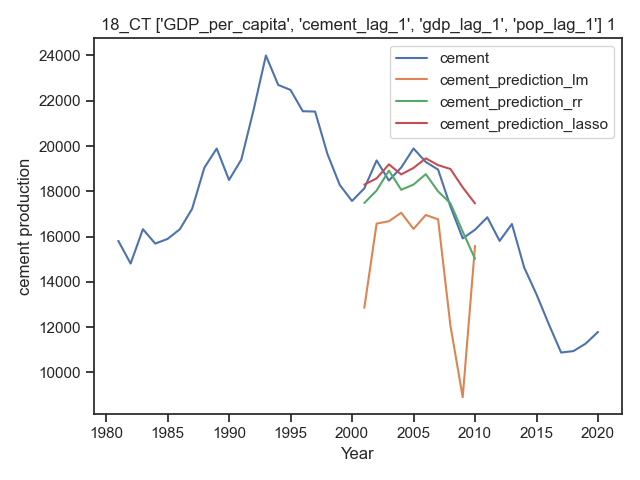 18_CT ['GDP_per_capita', 'cement_lag_1', 'gdp_lag_1', 'pop_lag_1'] 1
cement
cement_prediction_lm
cement_prediction_rr
cement_prediction_lasso
cement production
24000
22000
20000
18000
16000
14000
12000
10000
1980 1985 1990 1995 2000 2005 2010 2015 2020
Year